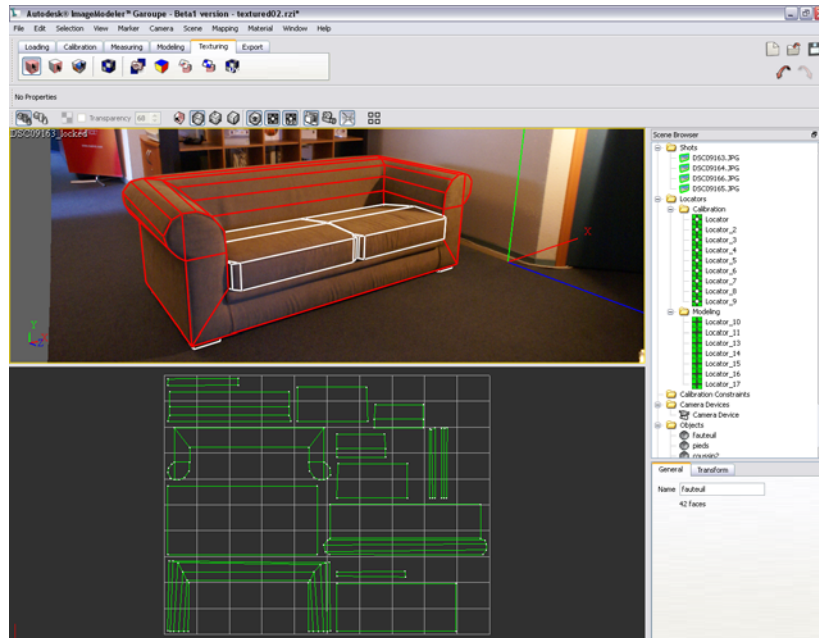 Autodesk® ImageModeler™ Garoupe - Beta1 version - textured02.rzi*
File Edit Selection View Marker Camera Scene Mapping Material Window Help
Loading Calibration Measuring Modeling Texturing Export
No Properties
Transparency 68
DSC09163_locked
X
Y
Z
Scene Browser
Shots
DSC09163.JPG
DSC09164.JPG
DSC09166.JPG
DSC09165.JPG
Locators
Calibration
Locator
Locator_2
Locator_3
Locator_4
Locator_5
Locator_6
Locator_7
Locator_8
Locator_9
Modeling
Locator_10
Locator_11
Locator_13
Locator_14
Locator_15
Locator_16
Locator_17
Calibration Constraints
Camera Devices
Camera Device
Objects
fauteuil
pieds
coussin2
General Transform
Name fauteuil
42 faces